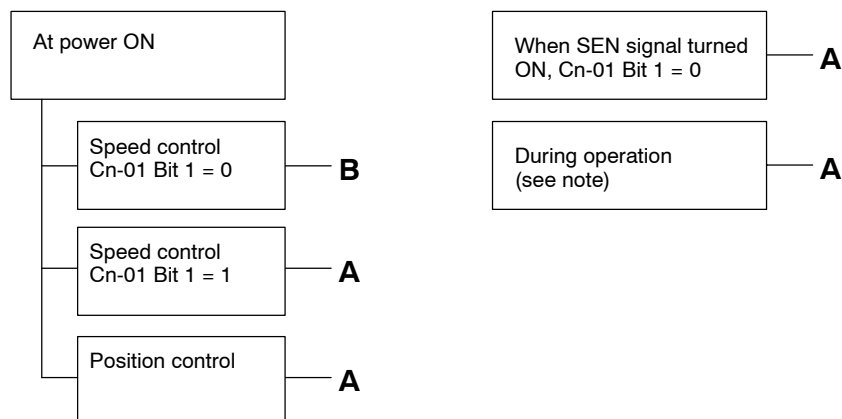 At power ON
Speed control
Cn-01 Bit 1 = 0
B
Speed control
Cn-01 Bit 1 = 1
A
Position control
A
When SEN signal turned
ON, Cn-01 Bit 1 = 0
A
During operation
(see note)
A